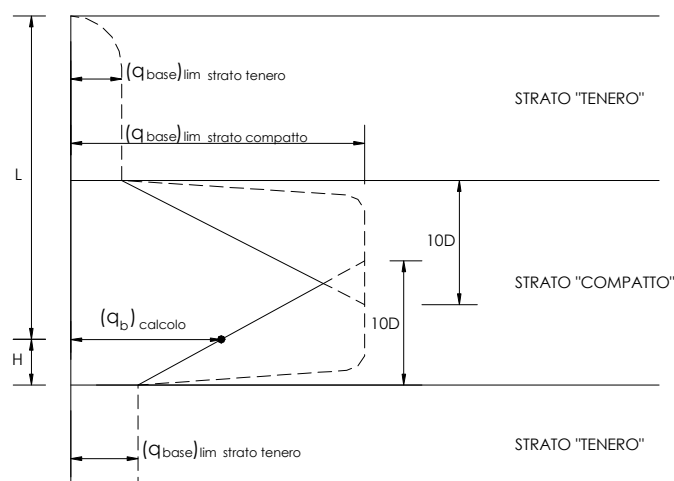 (qbase)lim strato tenero
STRATO "TENERO"
(qbase)lim strato compatto
L
10D
STRATO "COMPATTO"
(qb)calcolo
10D
H
(qbase)lim strato tenero
STRATO "TENERO"